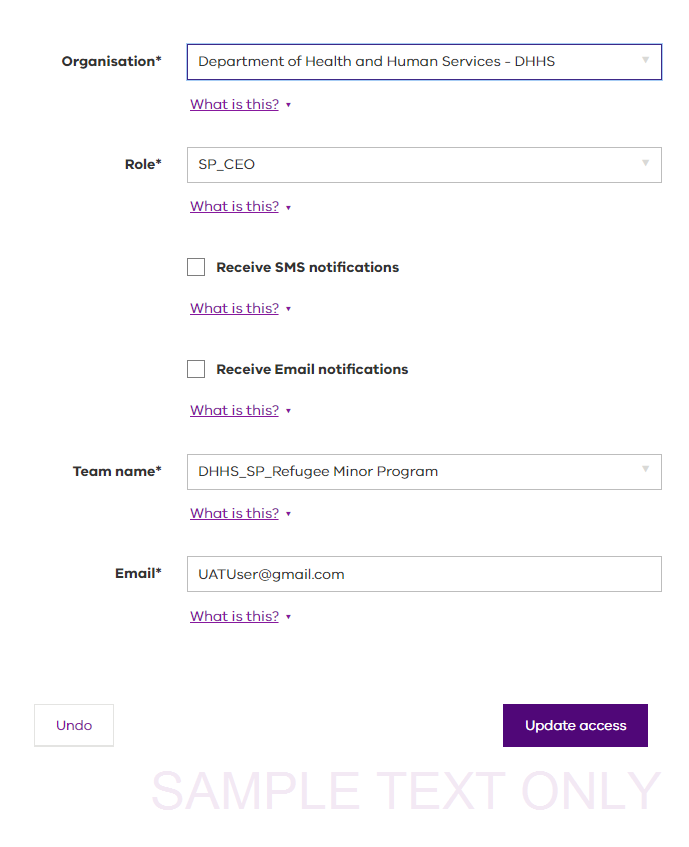 Organisation* Department of Health and Human Services - DHHS
What is this?
Role* SP_CEO
What is this?
Receive SMS notifications
What is this?
Receive Email notifications
What is this?
Team name* DHHS_SP_Refugee Minor Program
What is this?
Email* UATUser@gmail.com
What is this?
Undo Update access
SAMPLE TEXT ONLY